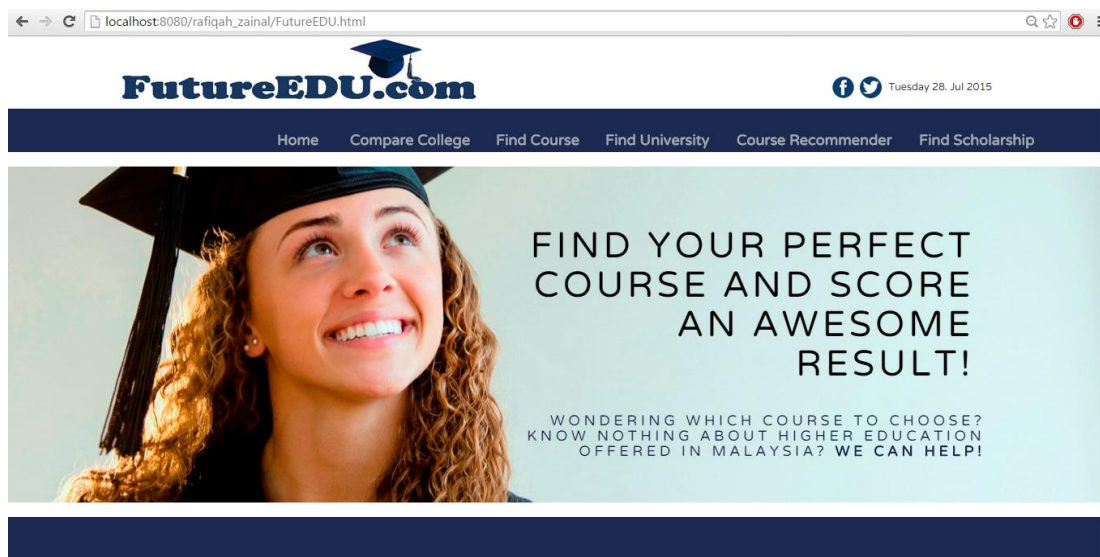 localhost:8080/rafiqah_zainal/FutureEDU.html
FutureEDU.com
Tuesday 28. Jul 2015
Home Compare College Find Course Find University Course Recommender Find Scholarship
FIND YOUR PERFECT
COURSE AND SCORE
AN AWESOME
RESULT!
WONDERING WHICH COURSE TO CHOOSE?
KNOW NOTHING ABOUT HIGHER EDUCATION
OFFERED IN MALAYSIA? WE CAN HELP!